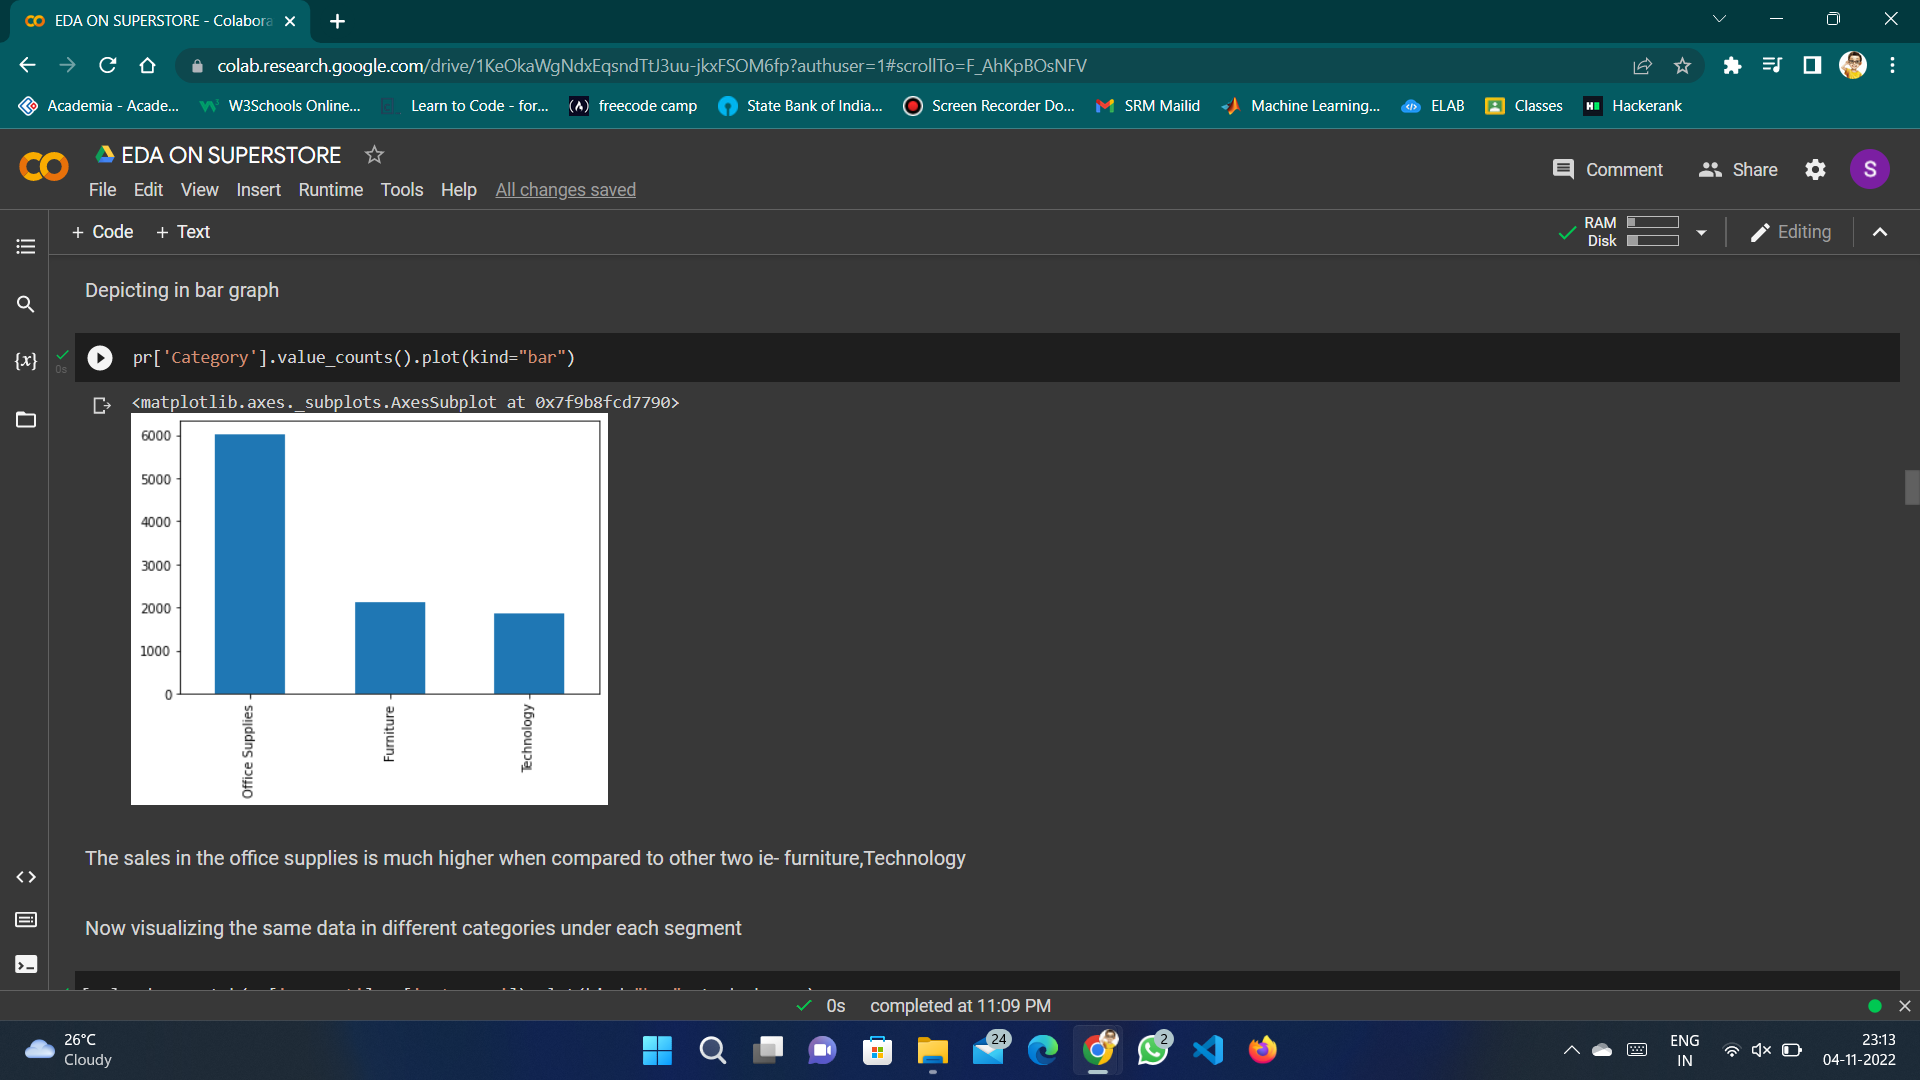 EDA ON SUPERSTORE - Colabora
colab.research.google.com/drive/1KeOkaWgNdxEqsndTtJ3uu-jkxFSOM6fp?authuser=1#scrollTo=F_AhKpBOsNFV
Academia - Acade... W3Schools Online... Learn to Code - for... freecode camp State Bank of India... Screen Recorder Do... SRM Mailid Machine Learning... ELAB Classes Hackerank
EDA ON SUPERSTORE
Comment Share S
File Edit View Insert Runtime Tools Help All changes saved
+ Code + Text
RAM
Disk
Editing
Depicting in bar graph
0s
pr['Category'].value_counts().plot(kind="bar")
<matplotlib.axes._subplots.AxesSubplot at 0x7f9b8fcd7790>
6000
5000
4000
3000
2000
1000
0
Office Supplies
Furniture
Technology
The sales in the office supplies is much higher when compared to other two ie- furniture,Technology
Now visualizing the same data in different categories under each segment
0s completed at 11:09 PM
26°C
Cloudy
24
2
ENG
IN
23:13
04-11-2022